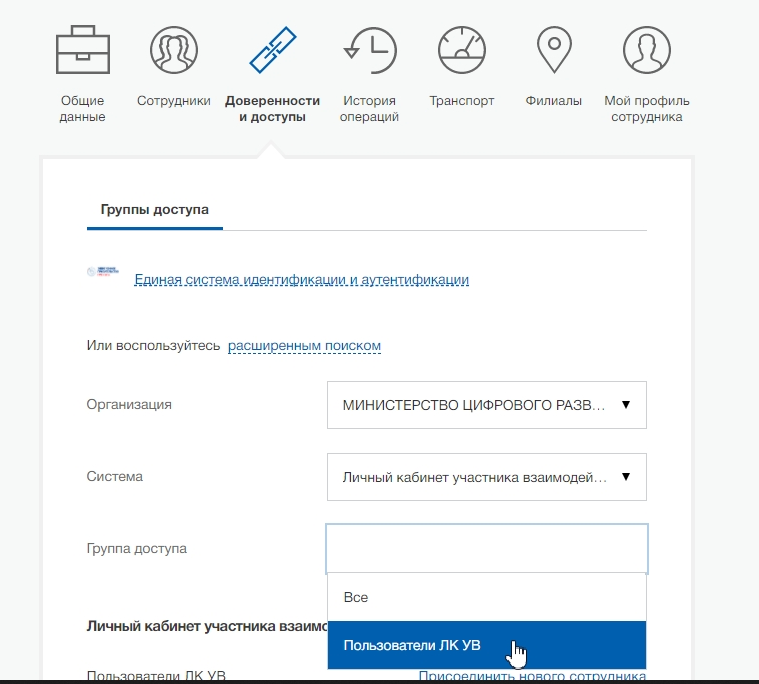 Общие
данные
Сотрудники
Доверенности
и доступы
История
операций
Транспорт
Филиалы
Мой профиль
сотрудника
Группы доступа
Единая система идентификации и аутентификации
Или воспользуйтесь расширенным поиском
Организация
МИНИСТЕРСТВО ЦИФРОВОГО РАЗВ...
Система
Личный кабинет участника взаимодей...
Группа доступа
Все
Личный кабинет участника взаимо
Пользователи ЛК УВ
Пользователи ЛК УВ
Присоединить нового сотрудника